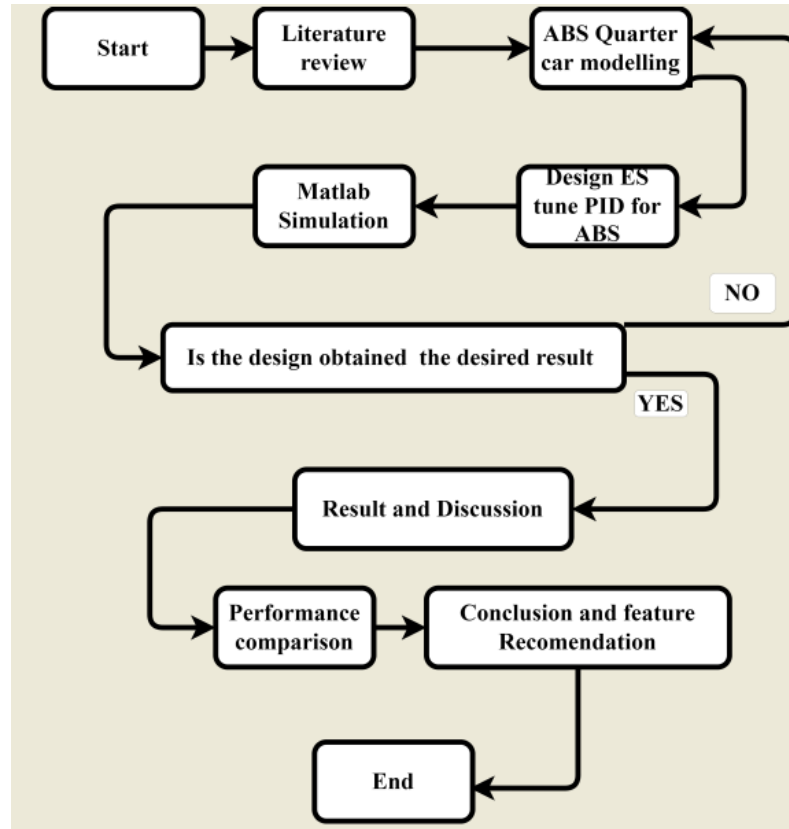 Start
Literature
review
ABS Quarter
car modelling
Design ES
tune PID for
ABS
Matlab
Simulation
Is the design obtained the desired result
NO
YES
Result and Discussion
Performance
comparison
Conclusion and feature
Recomendation
End